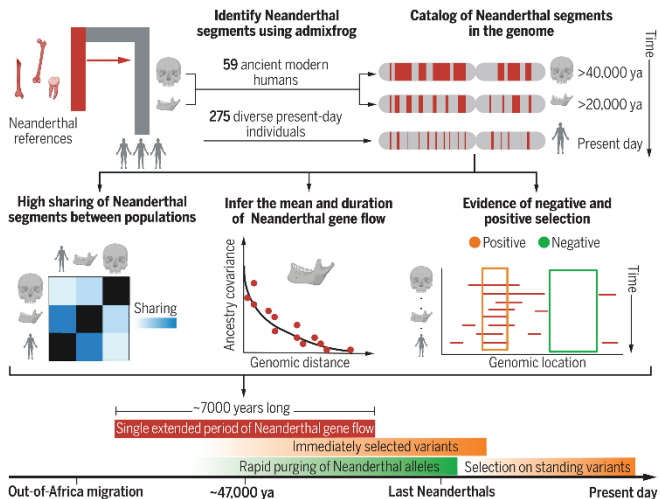 Identify Neanderthal
segments using admixfrog
Catalog of Neanderthal segments
in the genome
Time
59 ancient modern
humans
>40,000 ya
>20,000 ya
Neanderthal
references
275 diverse present-day
individuals
Present day
High sharing of Neanderthal
segments between populations
Infer the mean and duration
of Neanderthal gene flow
Evidence of negative and
positive selection
Positive
Negative
Sharing
Ancestry covariance
Genomic distance
Time
Genomic location
~7000 years long
Single extended period of Neanderthal gene flow
Immediately selected variants
Rapid purging of Neanderthal alleles
Selection on standing variants
Out-of-Africa migration
~47,000 ya
Last Neanderthals
Present day